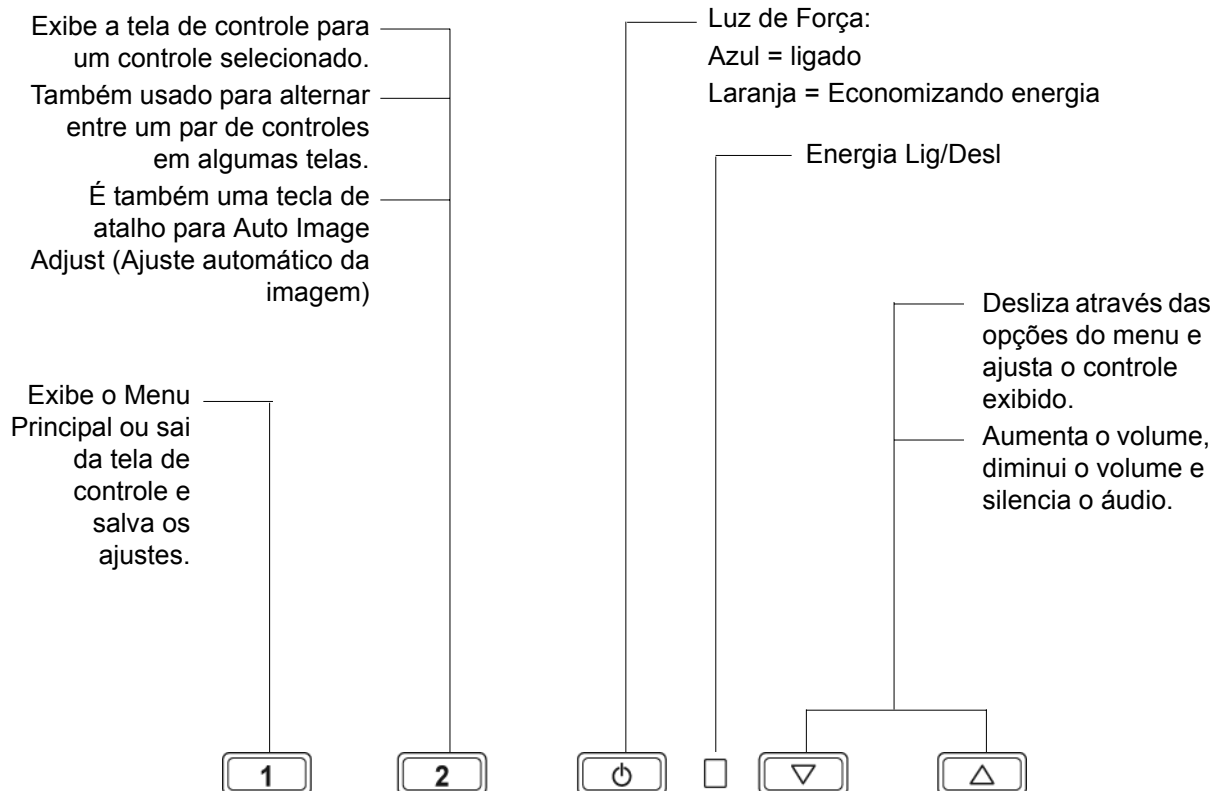 Exibe a tela de controle para
um controle selecionado.
Também usado para alternar
entre um par de controles
em algumas telas.
É também uma tecla de
atalho para Auto Image
Adjust (Ajuste automático da
imagem)
Exibe o Menu
Principal ou sai
da tela de
controle e
salva os
ajustes.
Luz de Força:
Azul = ligado
Laranja = Economizando energia
Energia Lig/Desl
Desliza através das
opções do menu e
ajusta o controle
exibido.
Aumenta o volume,
diminui o volume e
silencia o áudio.
1
2